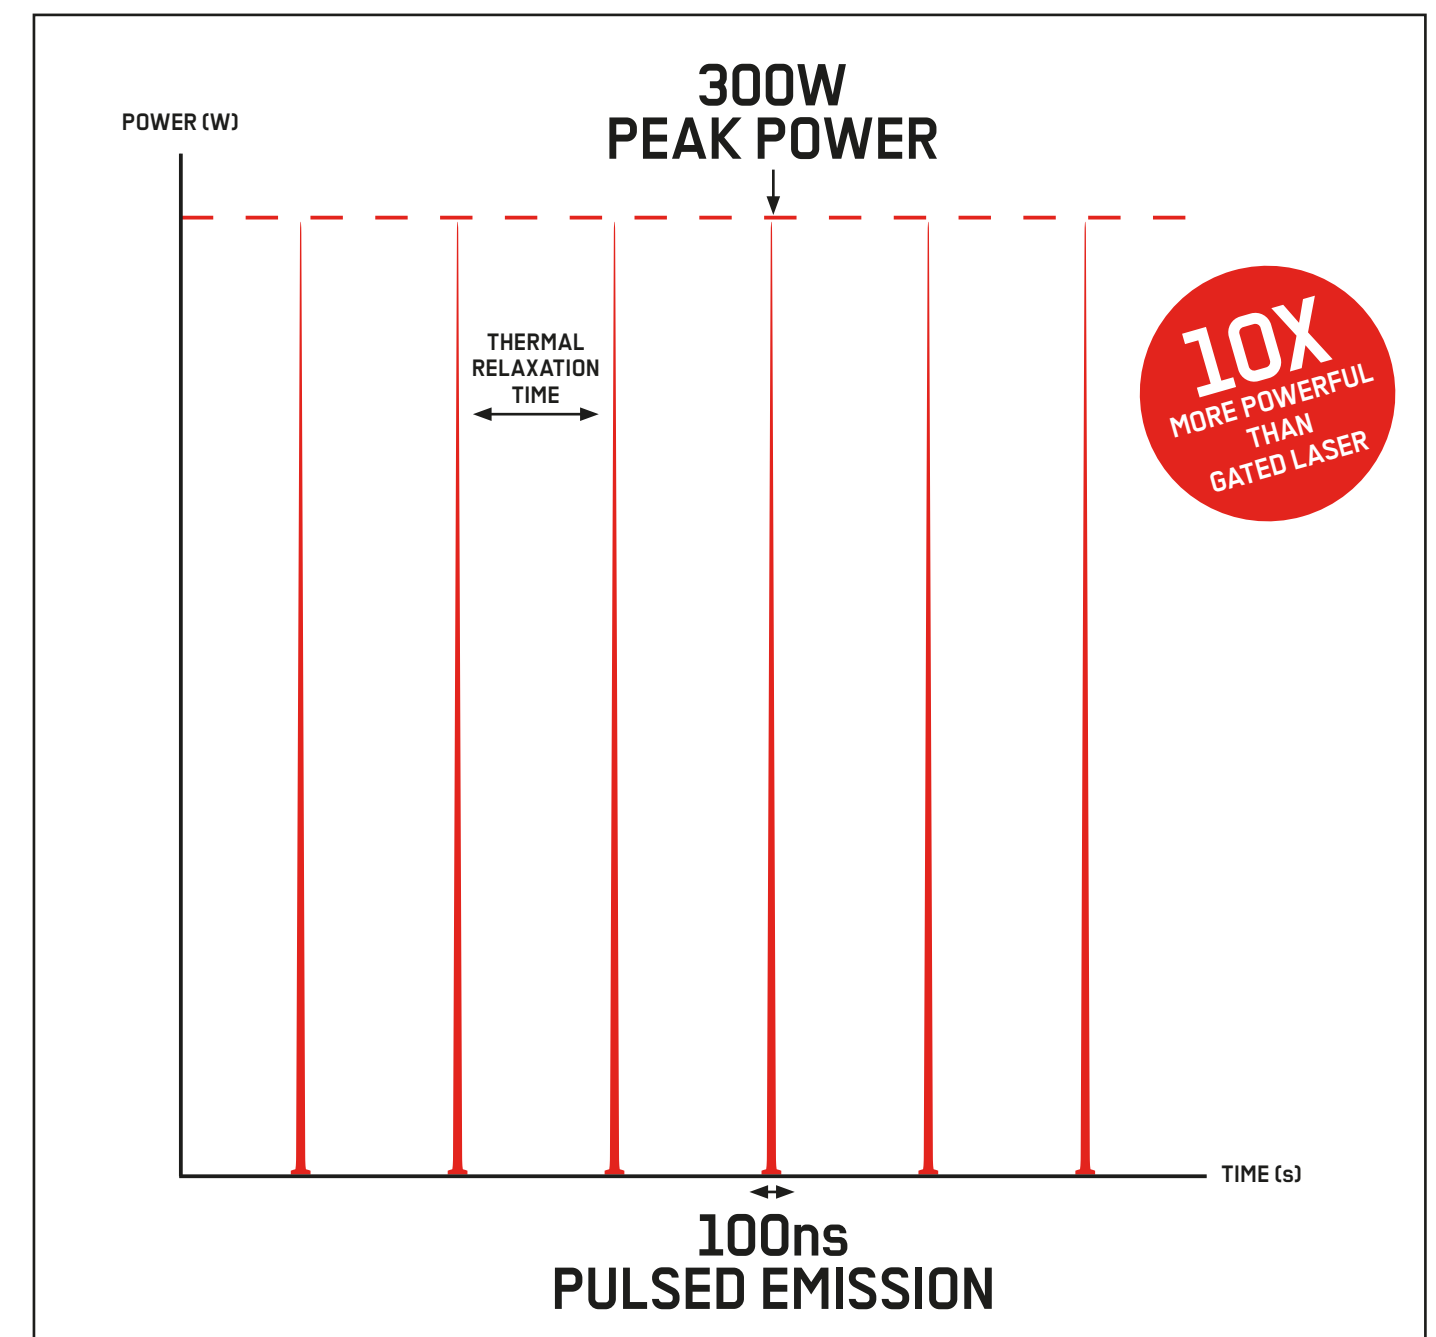 300W
PEAK POWER
POWER (W)
THERMAL
RELAXATION
TIME
10X
MORE POWERFUL
THAN
GATED LASER
TIME (s)
100ns
PULSED EMISSION